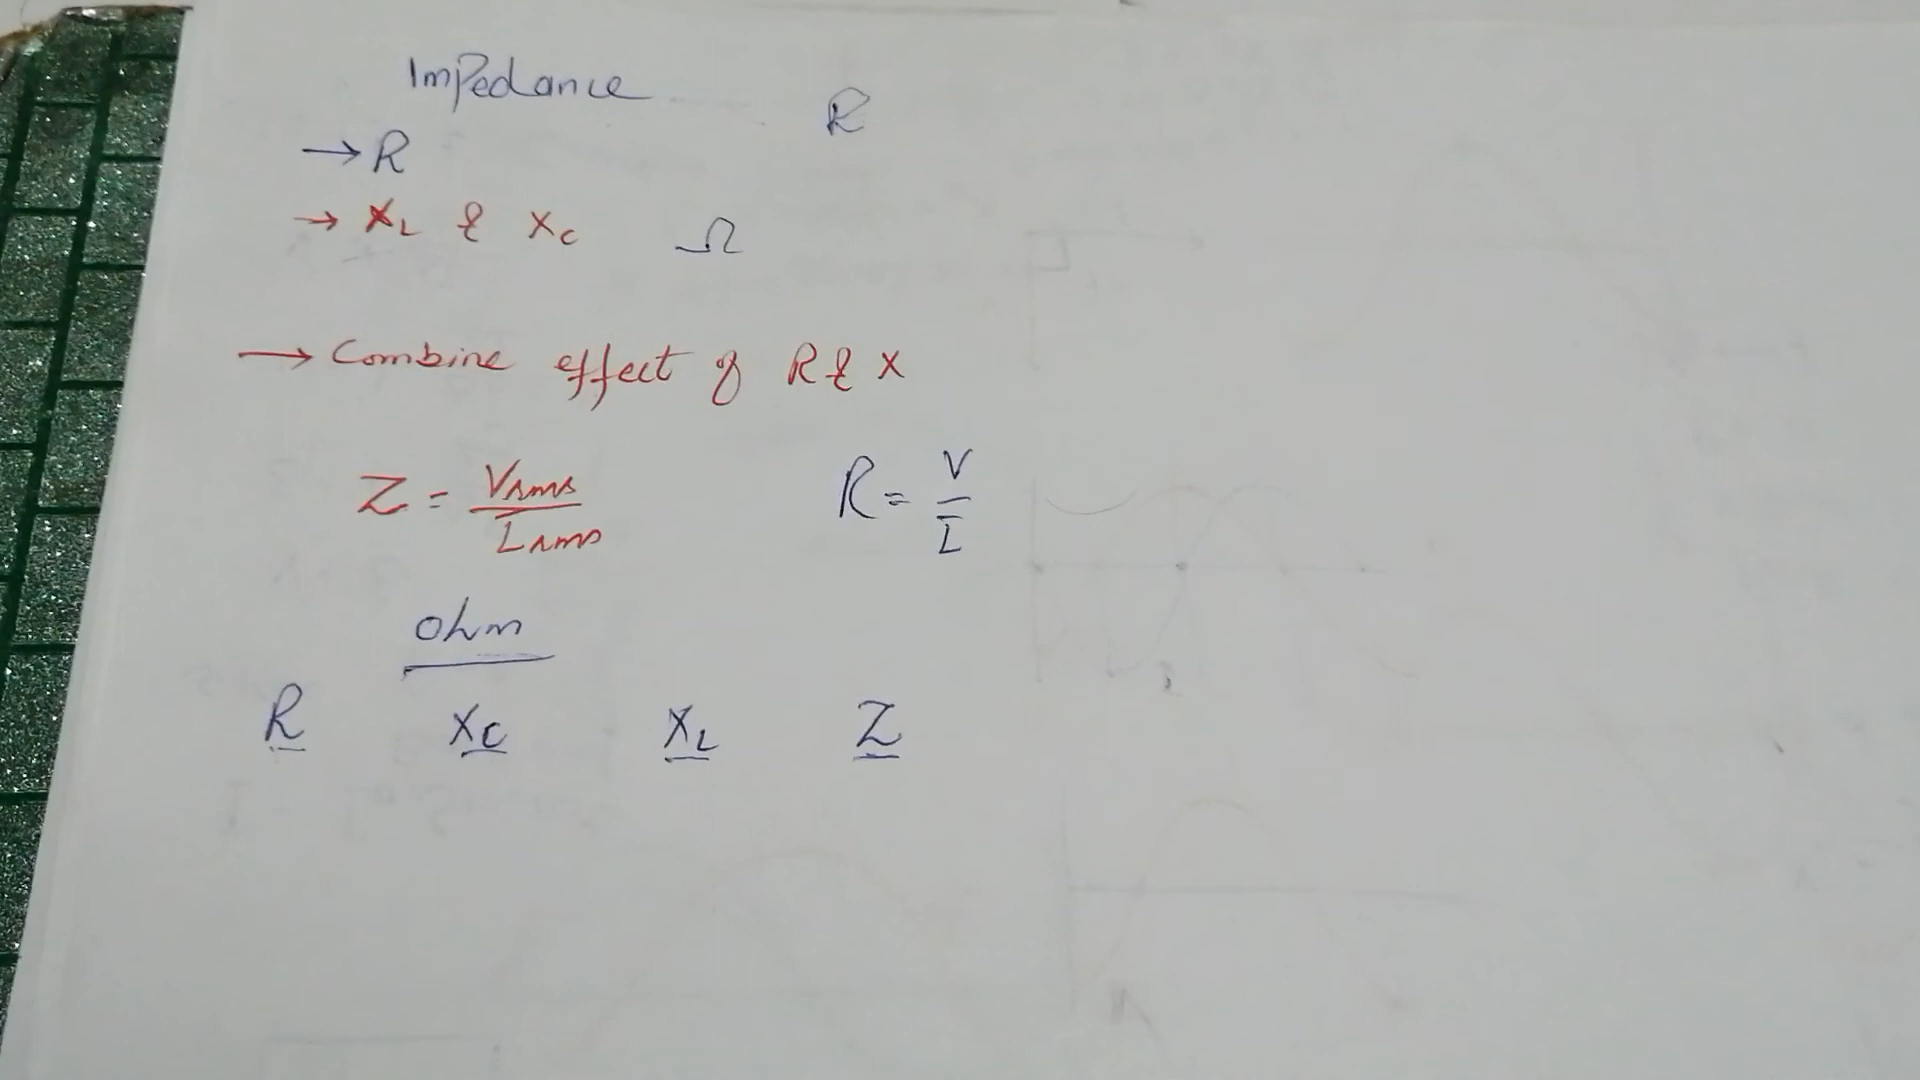 Impedance
R
→ R
→ XL & XC Ω
→ Combine effect of R & X
Z = Vrms / Irms R = V / I
ohm
R XC XL Z